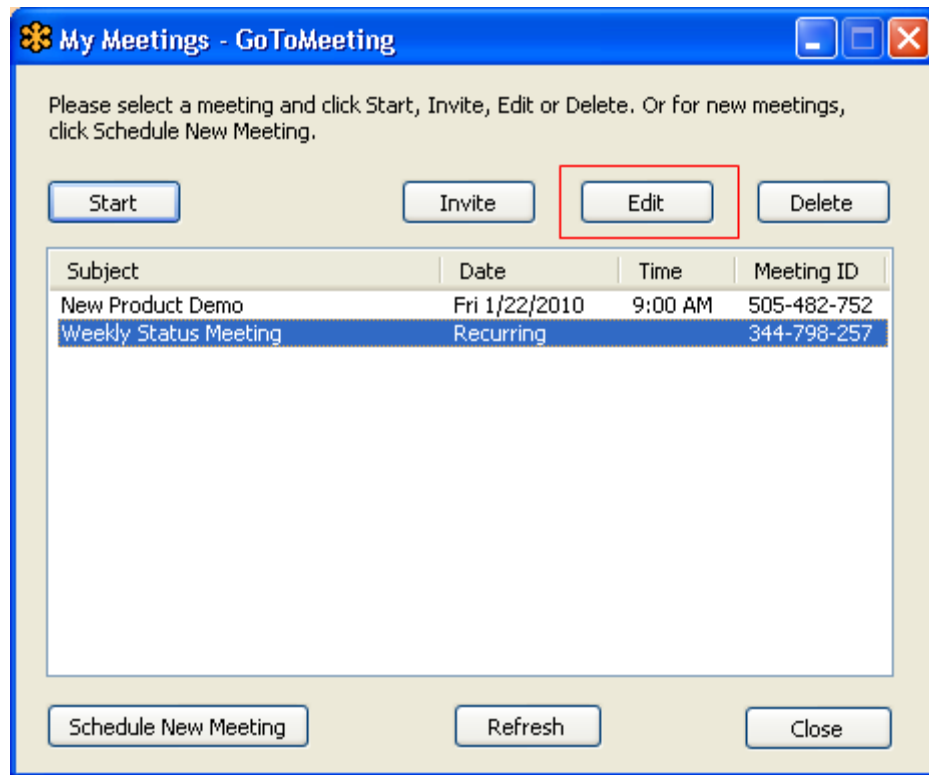 My Meetings - GoToMeeting
Please select a meeting and click Start, Invite, Edit or Delete. Or for new meetings,
click Schedule New Meeting.
Start Invite Edit Delete
Subject Date Time Meeting ID
New Product Demo Fri 1/22/2010 9:00 AM 505-482-752
Weekly Status Meeting Recurring 344-798-257
Schedule New Meeting Refresh Close